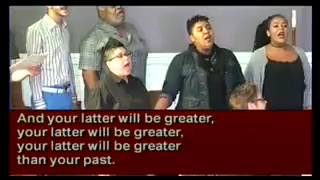 And your latter will be greater,
your latter will be greater,
your latter will be greater
than your past.